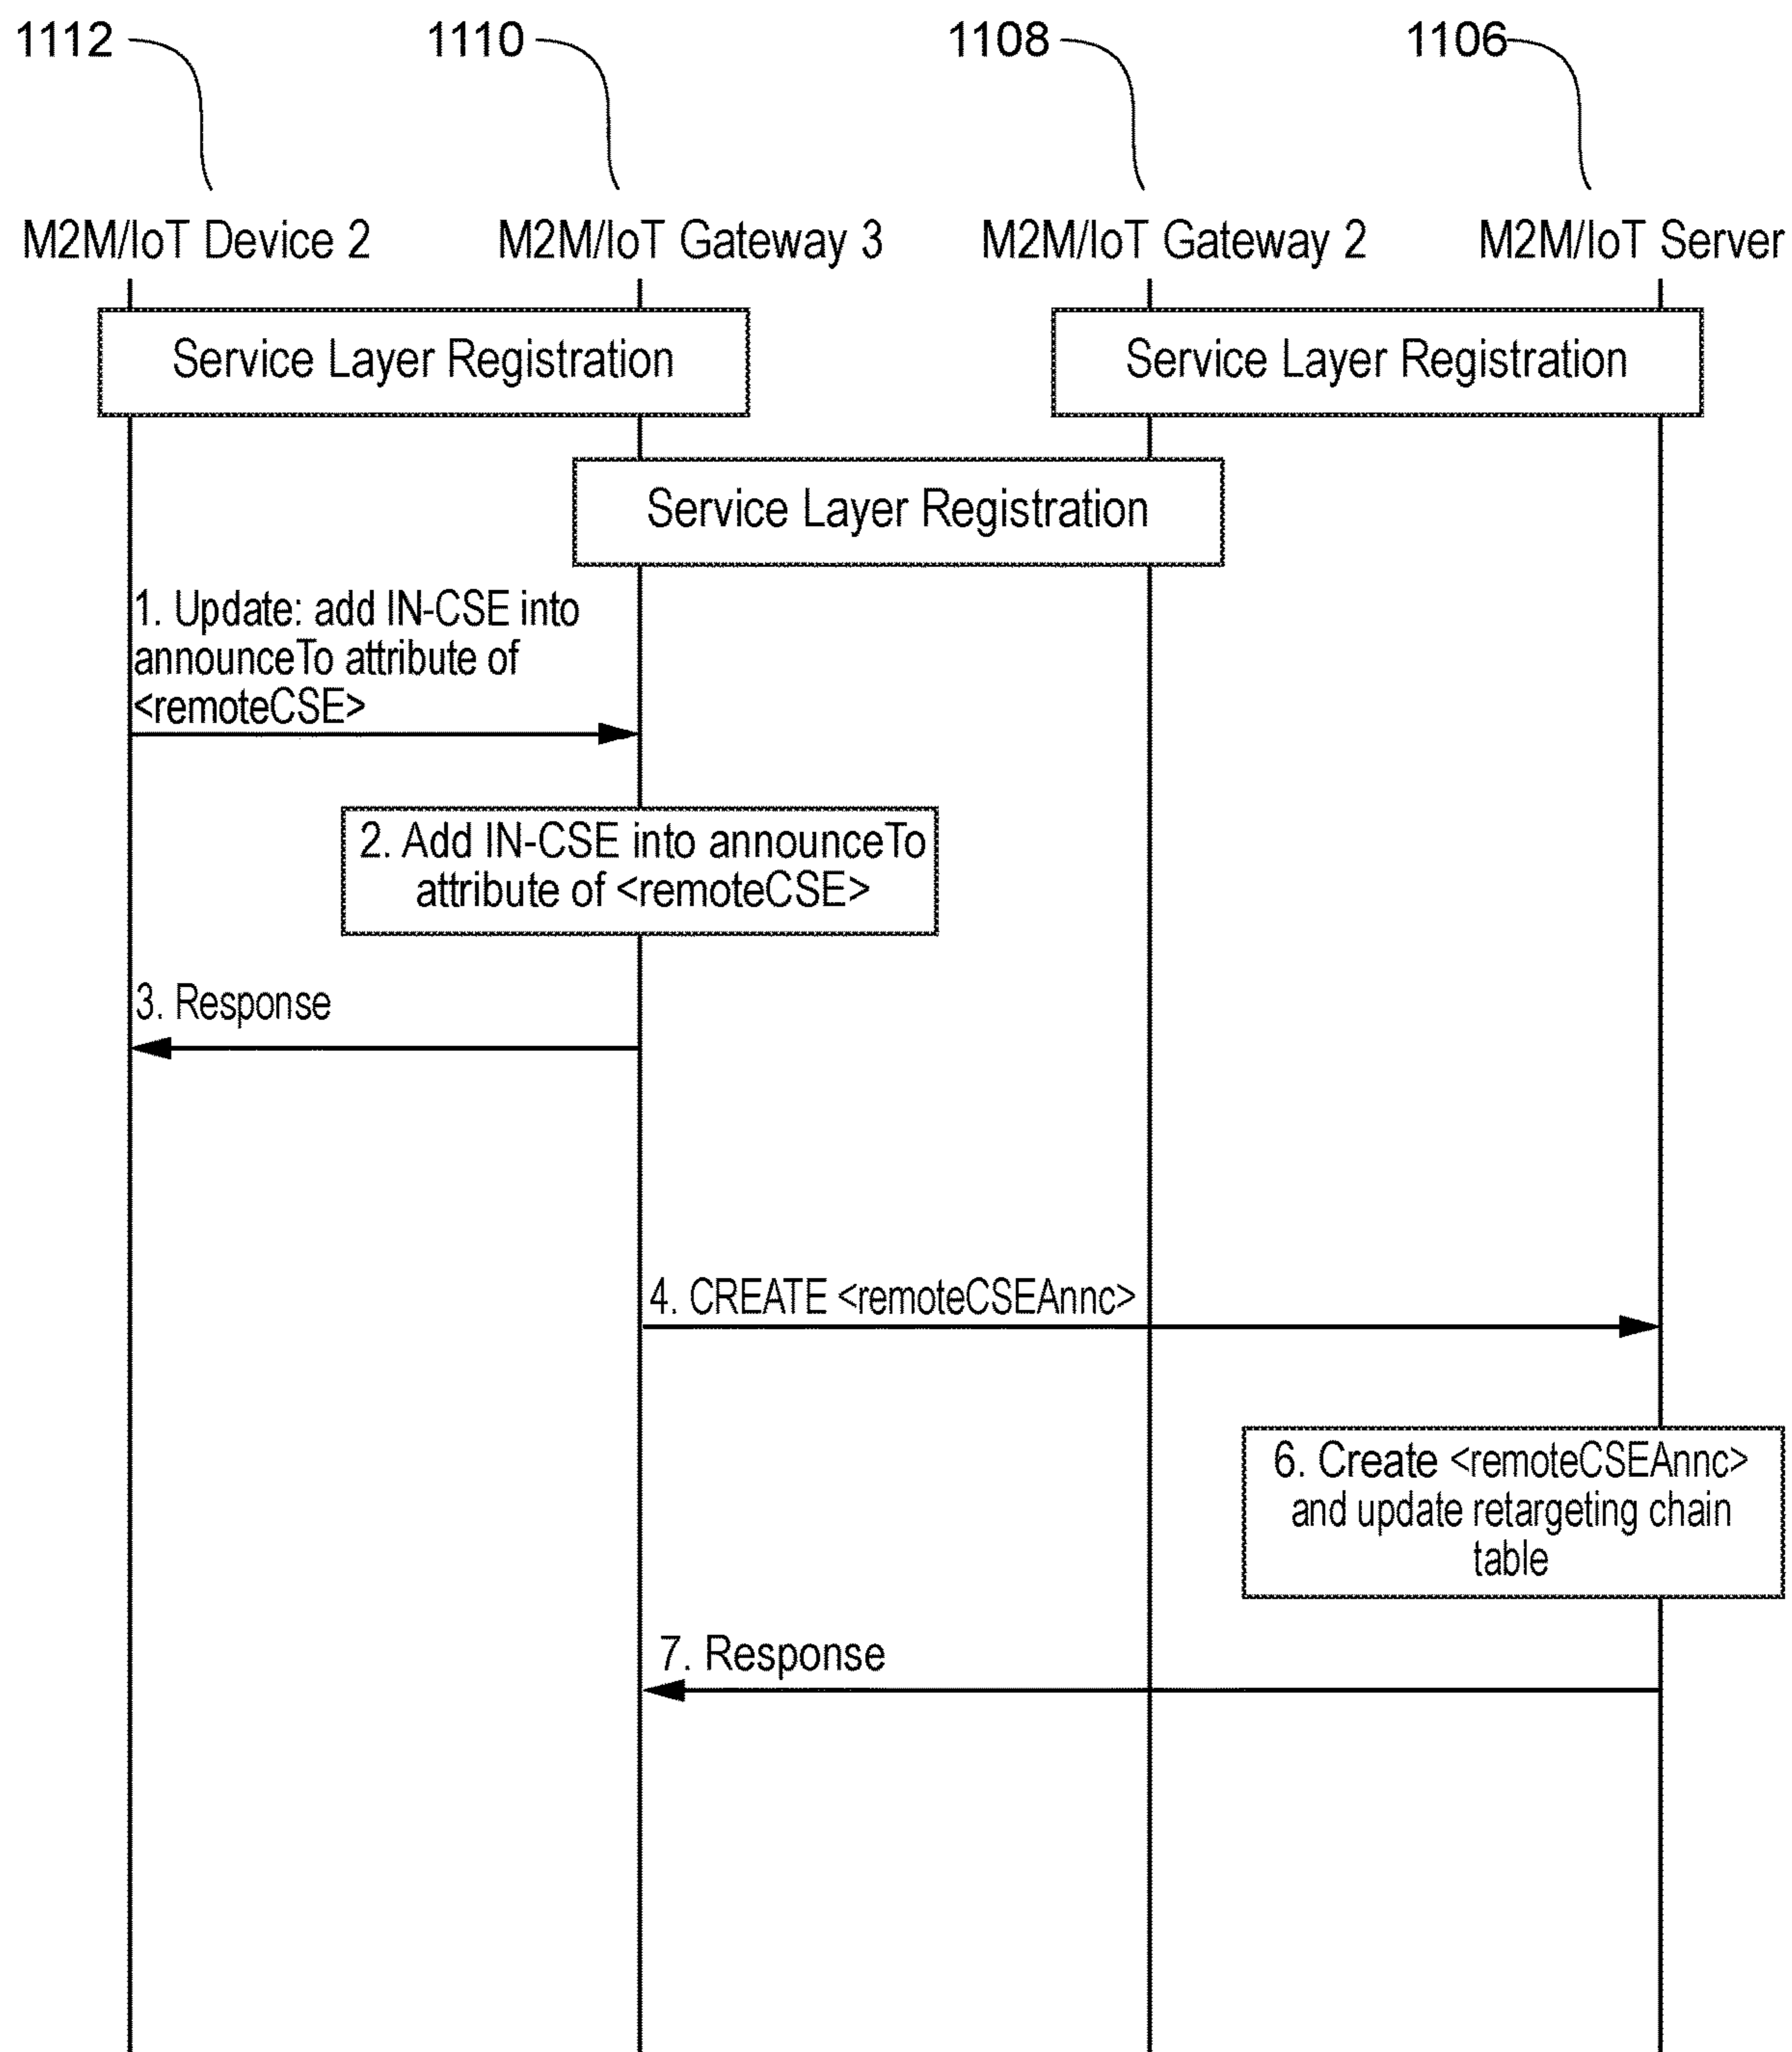 1112
1110
1108
1106
M2M/IoT Device 2
M2M/IoT Gateway 3
M2M/IoT Gateway 2
M2M/IoT Server
Service Layer Registration
Service Layer Registration
Service Layer Registration
1. Update: add IN-CSE into
announceTo attribute of
<remoteCSE>
2. Add IN-CSE into announceTo
attribute of <remoteCSE>
3. Response
4. CREATE <remoteCSEAnnc>
6. Create <remoteCSEAnnc>
and update retargeting chain
table
7. Response